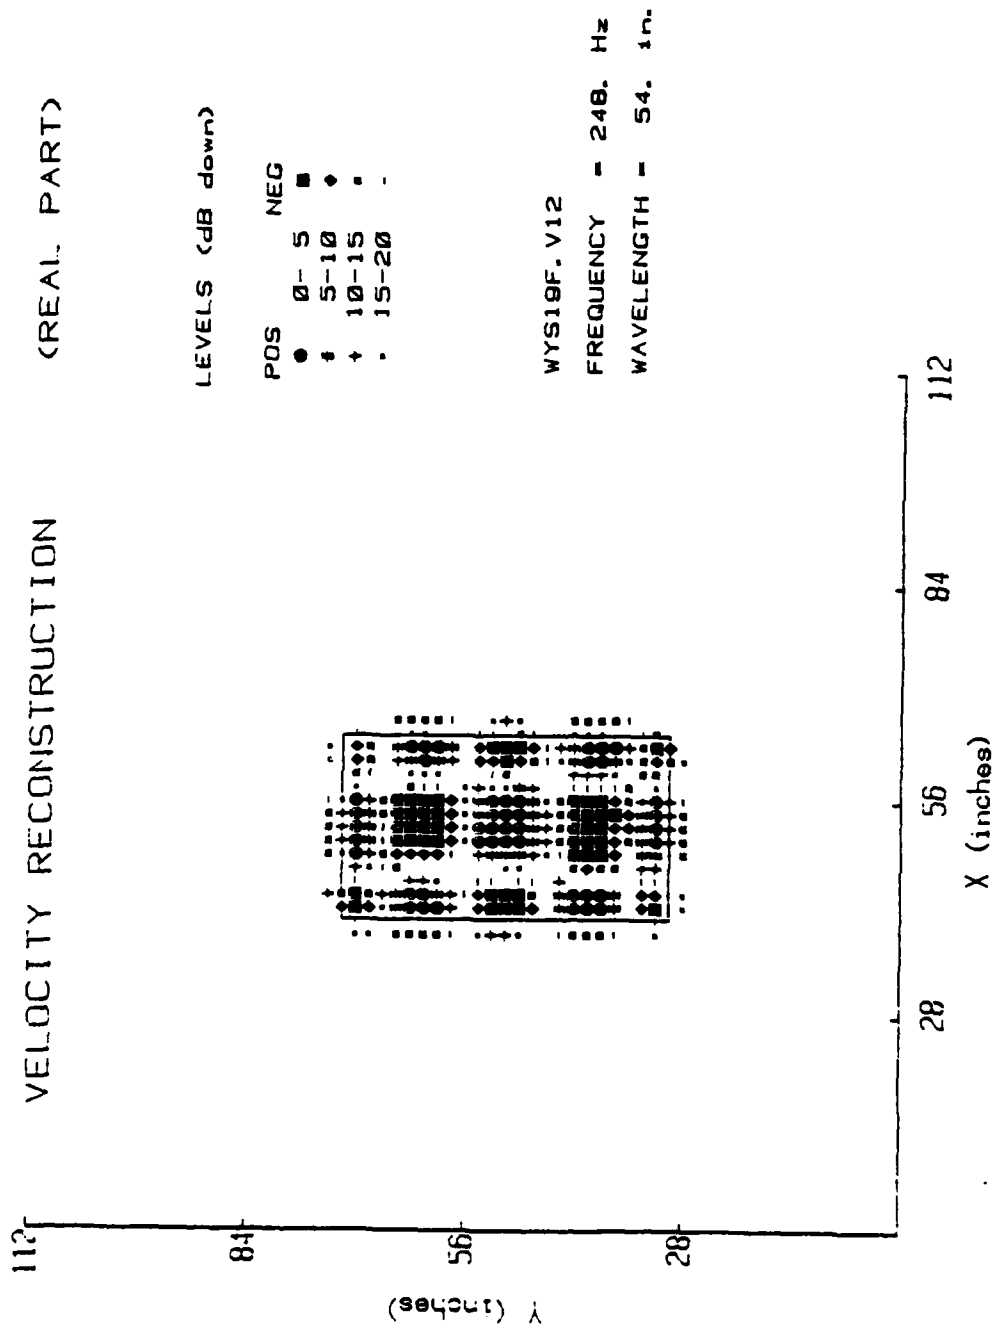 VELOCITY RECONSTRUCTION (REAL PART)
LEVELS (dB down)
POS NEG
● 0- 5 ■
# 5-10 ◆
+ 10-15 ▪
· 15-20 -
WYS19F.V12
FREQUENCY = 248. Hz
WAVELENGTH = 54. in.
112
84
56
28
Y (inches)
28 56 84 112
X (inches)